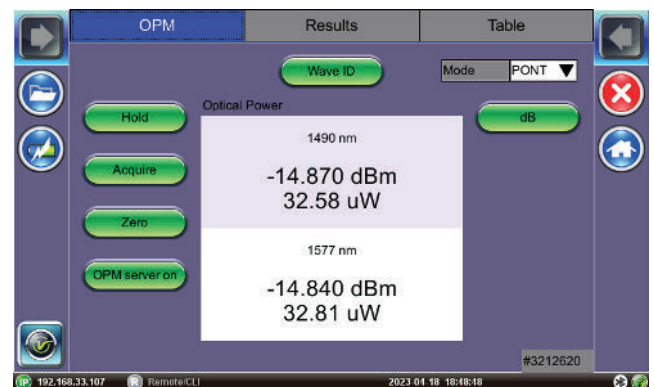 OPM Results Table
Wave ID Mode PONT
Optical Power
Hold dB
1490 nm
Acquire -14.870 dBm
32.58 uW
Zero
1577 nm
OPM server on -14.840 dBm
32.81 uW
#3212620
IP 192.168.33.107 R Remote/CLI 2023 04 18 18:48:48